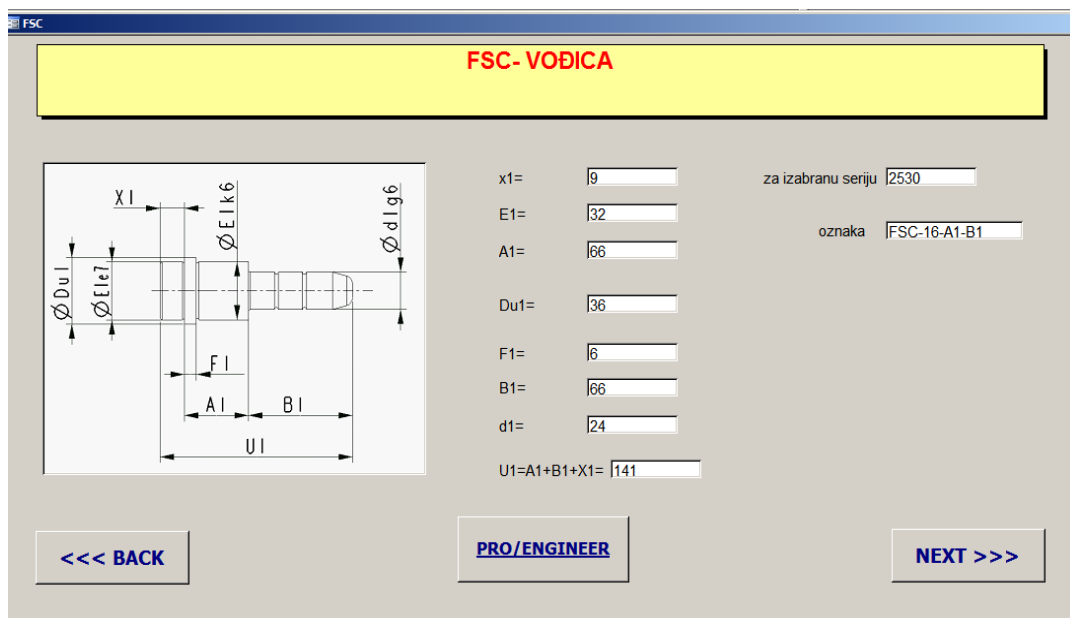 FSC
FSC- VOĐICA
X1
ØE1k6
Ød1g6
ØDu1
ØE1e7
F1
A1
B1
U1
x1= 9
E1= 32
A1= 66
Du1= 36
F1= 6
B1= 66
d1= 24
U1=A1+B1+X1= 141
za izabranu seriju 2530
oznaka FSC-16-A1-B1
<<< BACK
PRO/ENGINEER
NEXT >>>